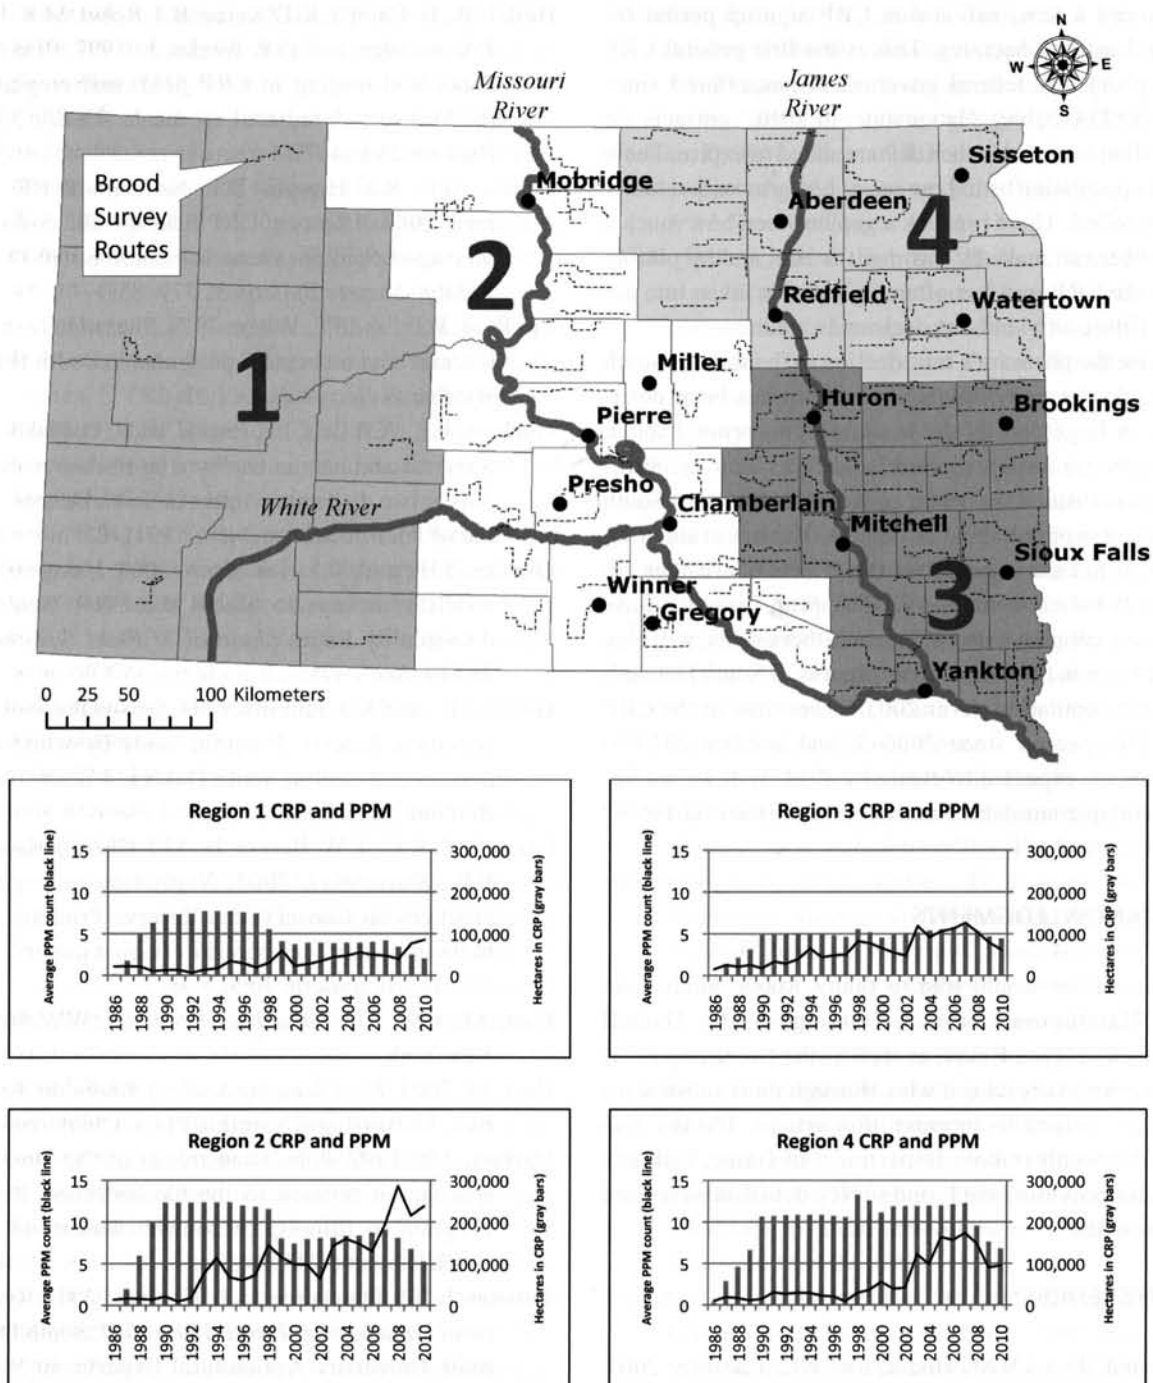 N
W E
S
Missouri
River
James
River
Brood
Survey
Routes
Sisseton
Mobridge
Aberdeen
4
2
Redfield
Watertown
1
Miller
Huron
Brookings
Pierre
Presho
Chamberlain
White River
Mitchell
Sioux Falls
3
Winner
Gregory
Yankton
0 25 50 100 Kilometers
Region 1 CRP and PPM
Average PPM count (black line)
15
10
5
0
300,000
200,000
100,000
0
Hectares in CRP (gray bars)
1986 1988 1990 1992 1994 1996 1998 2000 2002 2004 2006 2008 2010
Region 3 CRP and PPM
Average PPM count (black line)
15
10
5
0
300,000
200,000
100,000
0
Hectares in CRP (gray bars)
1986 1988 1990 1992 1994 1996 1998 2000 2002 2004 2006 2008 2010
Region 2 CRP and PPM
Average PPM count (black line)
15
10
5
0
300,000
200,000
100,000
0
Hectares in CRP (gray bars)
1986 1988 1990 1992 1994 1996 1998 2000 2002 2004 2006 2008 2010
Region 4 CRP and PPM
Average PPM count (black line)
15
10
5
0
300,000
200,000
100,000
0
Hectares in CRP (gray bars)
1986 1988 1990 1992 1994 1996 1998 2000 2002 2004 2006 2008 2010